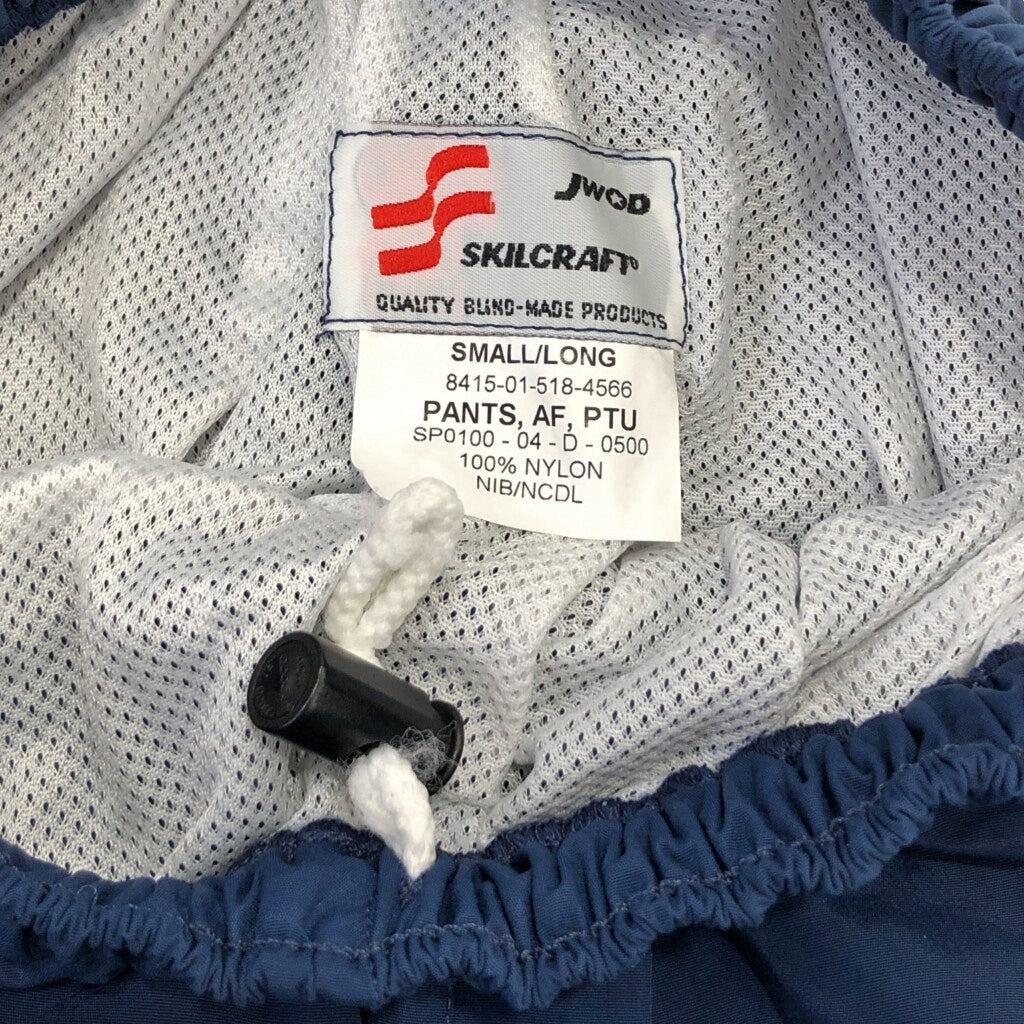 JWOD
SKILCRAFT®
QUALITY BLIND-MADE PRODUCTS
SMALL/LONG
8415-01-518-4566
PANTS, AF, PTU
SP0100 - 04 - D - 0500
100% NYLON
NIB/NCDL